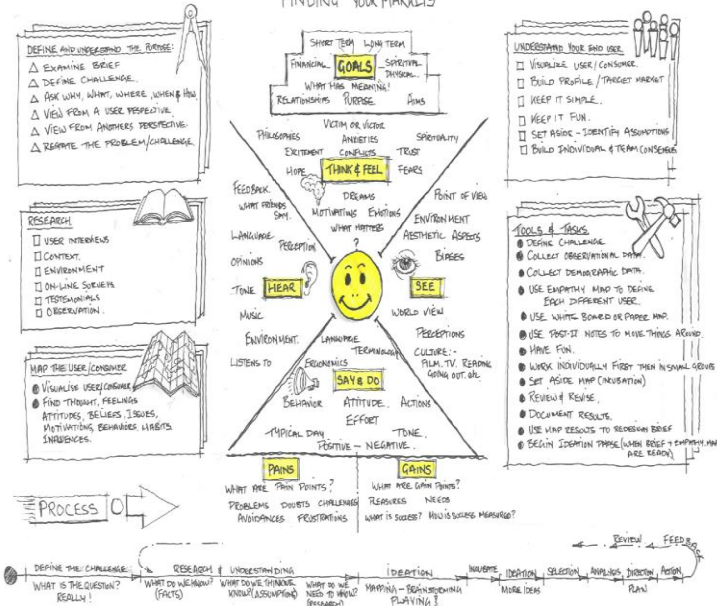 FINDING YOUR MARKETS
DEFINE AND UNDERSTAND THE PURPOSE:
EXAMINE BRIEF
DEFINE CHALLENGE.
ASK WHY, WHAT, WHERE, WHEN & HOW.
VIEW FROM A USER PESPECTIVE
VIEW FROM ANOTHERS PERSPECTIVE.
REFRAME THE PROBLEM/CHALLENGE.
RESEARCH
USER INTERVIEWS
CONTEXT.
ENVIRONMENT
ON-LINE SURVEYS
TESTEMONIALS
OBSERVATION.
MAP THE USER/CONSUMER
VISUALISE USER/CONSUMER
FIND THOUGHT, FEELINGS
ATTITUDES, BELIEFS, ISSUES,
MOTIVATIONS, BEHAVIORS, HABITS
INFLUENCES.
SHORT TERM LONG TERM
FINANCIAL GOALS SPIRITUAL
PHYSICAL
WHAT HAS MEANING!
RELATIONSHIPS PURPOSE AIMS
VICTIM OR VICTOR
PHILOSOPHIES ANXIETIES SPIRITUALITY
EXCITEMENT CONFLICTS TRUST
HOPE THINK & FEEL FEARS
DREAMS
MOTIVATIONS EMOTIONS
WHAT MATTERS
?
FEEDBACK.
WHAT FRIENDS
SAY.
LANGUAGE
PERCEPTION
OPINIONS
TONE HEAR
MUSIC
ENVIRONMENT.
LISTENS TO
POINT OF VIEW
ENVIRONMENT
AESTHETIC ASPECTS
BIASES
SEE
WORLD VIEW
PERCEPTIONS
CULTURE:-
FILM. TV. READING
GOING OUT. etc
LANGUAGE
TERMINOLOGY
ERGONOMICS
SAY & DO
BEHAVIOR ATTITUDE. ACTIONS
EFFORT
TYPICAL DAY. TONE.
POSITIVE – NEGATIVE.
PAINS
WHAT ARE PAIN POINTS?
PROBLEMS DOUBTS CHALLENGES
AVOIDANCES FRUSTRATIONS
GAINS
WHAT ARE GAIN POINTS?
PLEASURES NEEDS
WHAT IS SUCCESS? HOW IS SUCCESS MEASURED?
UNDERSTAND YOUR END USER
VISUALIZE USER/CONSUMER.
BUILD PROFILE/TARGET MARKET
KEEP IT SIMPLE.
KEEP IT FUN.
SET ASIDE - IDENTIFY ASSUMPTIONS
BUILD INDIVIDUAL & TEAM CONSENSUS
TOOLS & TASKS
DEFINE CHALLENGE
COLLECT OBSERVATIONAL DATA.
COLLECT DEMOGRAPHIC DATA.
USE EMPATHY MAP TO DEFINE
EACH DIFFERENT USER.
USE WHITE BOARD OR PAPER MAP.
USE POST-IT NOTES TO MOVE THINGS AROUND.
HAVE FUN.
WORK INDIVIDUALLY FIRST THEN IN SMALL GROUPS
SET ASIDE MAP (INCUBATION)
REVIEW & REVISE,
DOCUMENT RESULTS.
USE MAP RESULTS TO REDESIGN BRIEF
BEGIN IDEATION PHASE (WHEN BRIEF + EMPATHY MAP
ARE READY)
PROCESS
REVIEW FEEDBACK
DEFINE THE CHALLENGE RESEARCH & UNDERSTANDING IDEATION INCUBATE IDEATION SELECTION ANALYSIS, DIRECTION, ACTION,
WHAT IS THE QUESTION? WHAT DO WE KNOW? WHAT DO WE THINK WE WHAT DO WE MAPPING – BRAINSTORMING MORE IDEAS PLAN
REALLY! (FACTS) KNOW? (ASSUMPTIONS) NEED TO KNOW? PLAYING!
(RESEARCH)